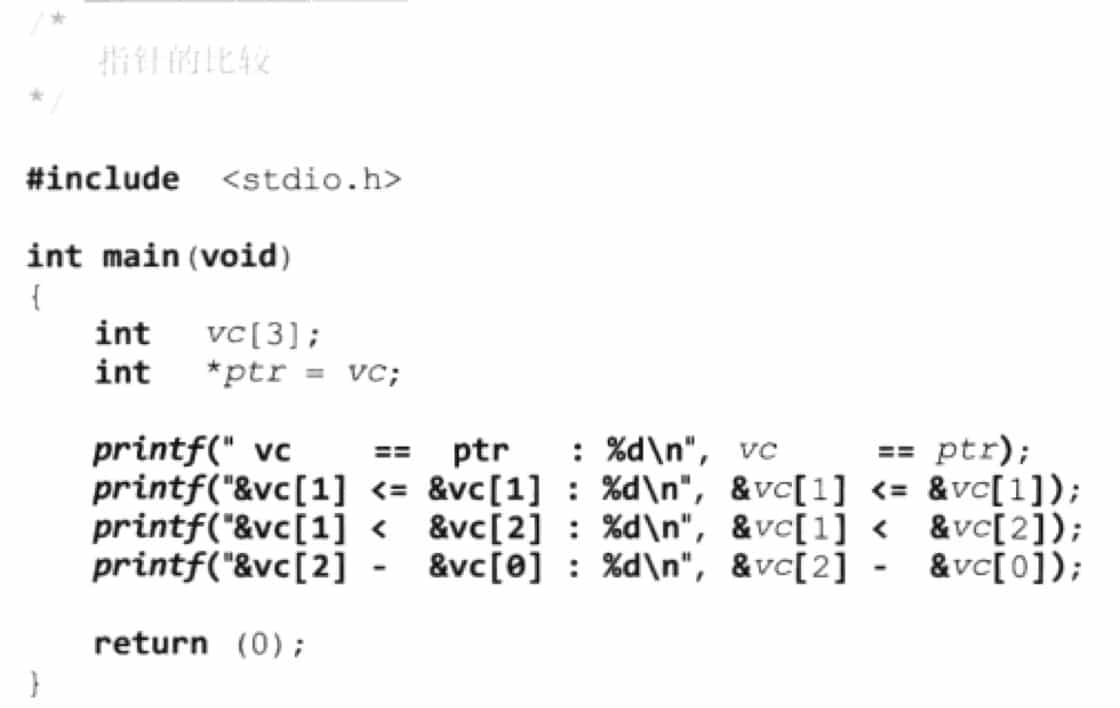 /*
    指针的比较
*/
#include  <stdio.h>
int main(void)
{
    int   vc[3];
    int   *ptr = vc;
    printf(" vc    ==  ptr   : %d\n", vc     == ptr);
    printf("&vc[1] <= &vc[1] : %d\n", &vc[1] <= &vc[1]);
    printf("&vc[1] <  &vc[2] : %d\n", &vc[1] <  &vc[2]);
    printf("&vc[2] -  &vc[0] : %d\n", &vc[2] -  &vc[0]);
    return (0);
}